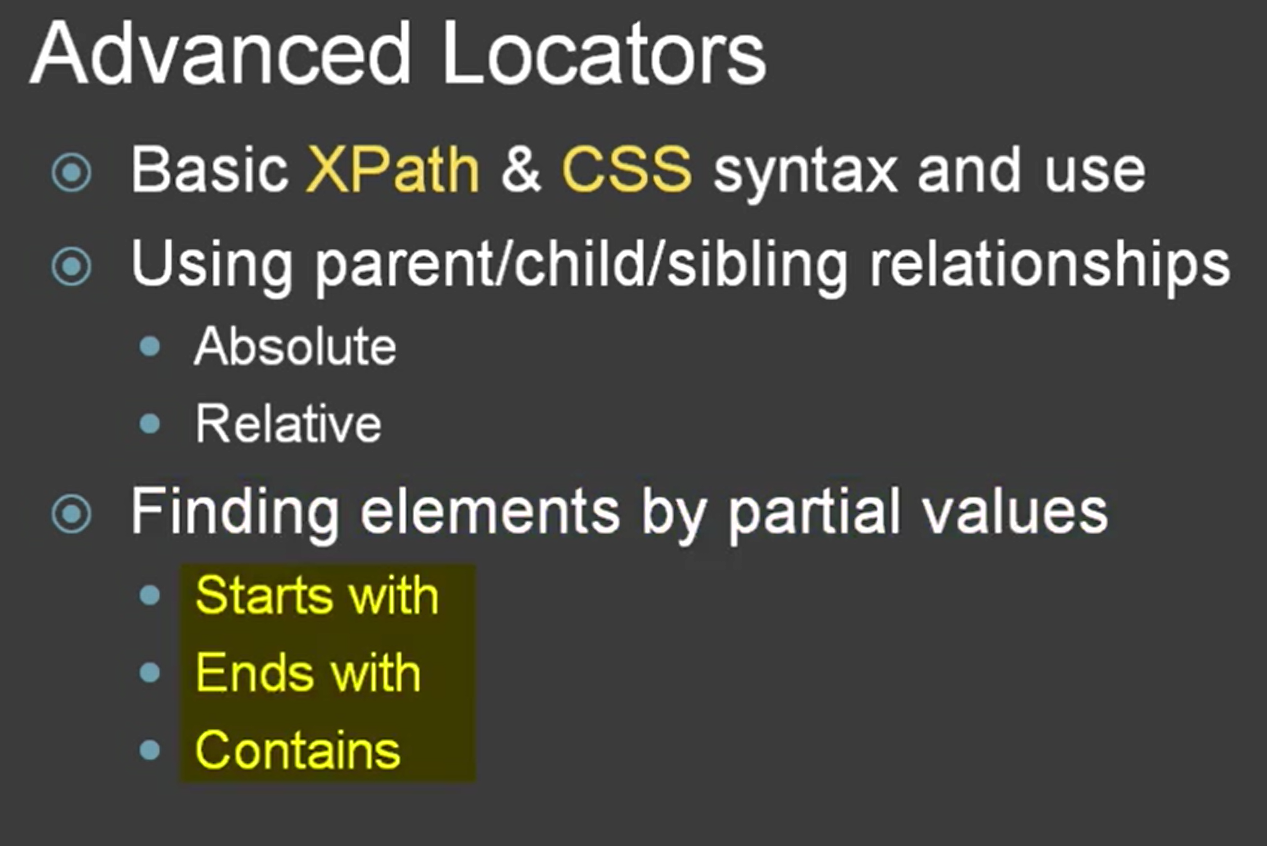 Advanced Locators
Basic XPath & CSS syntax and use
Using parent/child/sibling relationships
Absolute
Relative
Finding elements by partial values
Starts with
Ends with
Contains